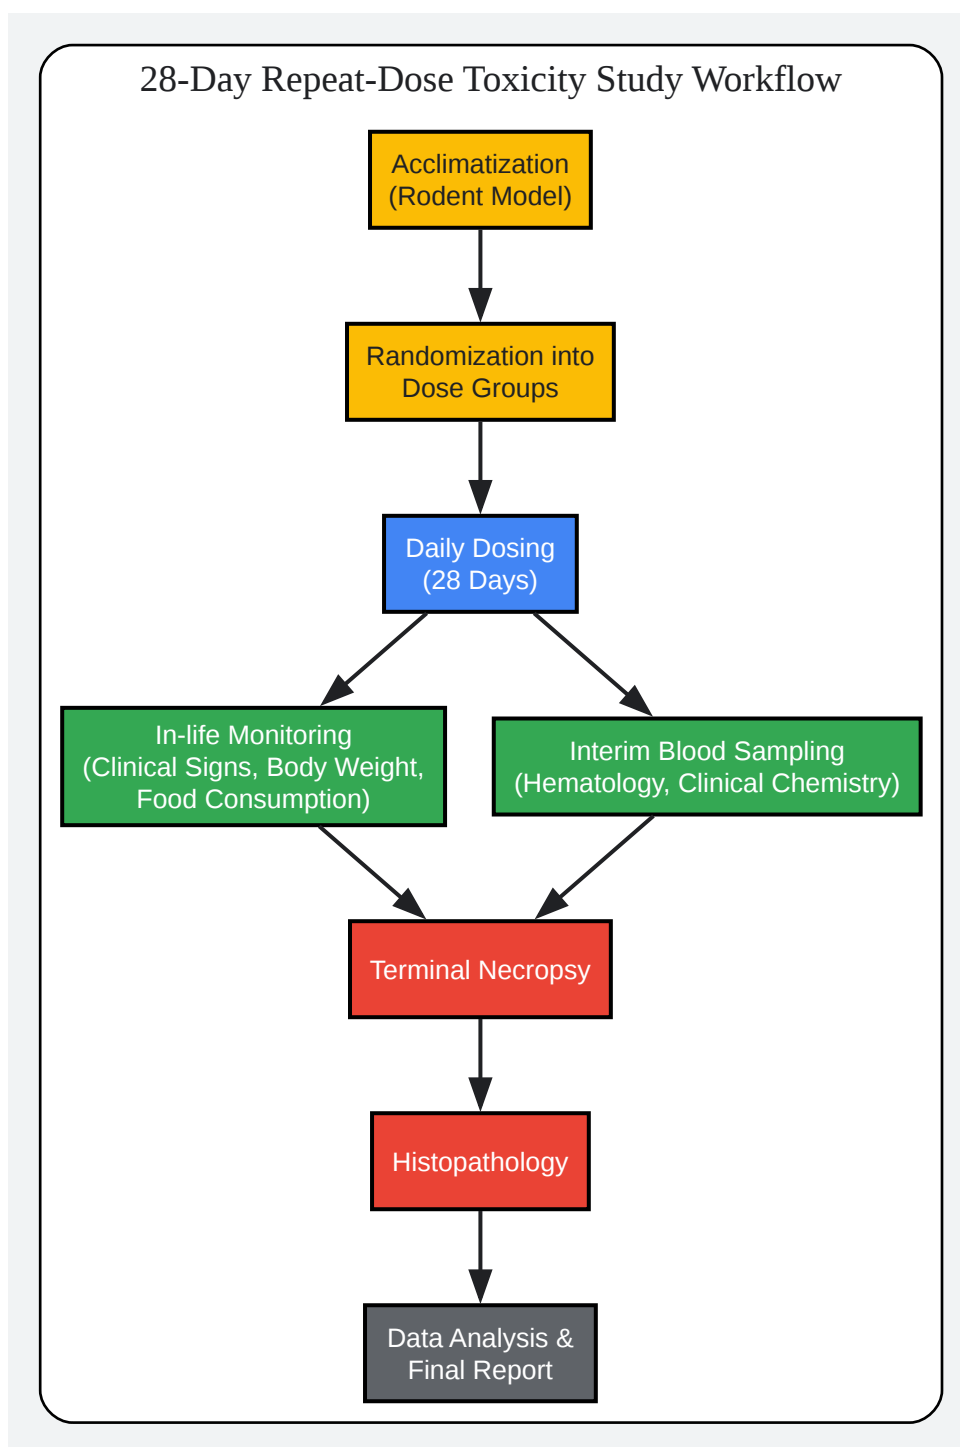 28-Day Repeat-Dose Toxicity Study Workflow
Acclimatization
(Rodent Model)
Randomization into
Dose Groups
Daily Dosing
(28 Days)
In-life Monitoring
(Clinical Signs, Body Weight,
Food Consumption)
Interim Blood Sampling
(Hematology, Clinical Chemistry)
Terminal Necropsy
Histopathology
Data Analysis &
Final Report